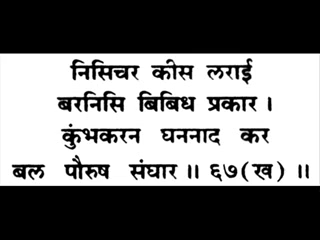 निसिचर कीस लराई
बरनिसि बिबिध प्रकार ।
कुंभकरन घननाद कर
बल पौरुष संघार ॥ ६७(ख) ॥